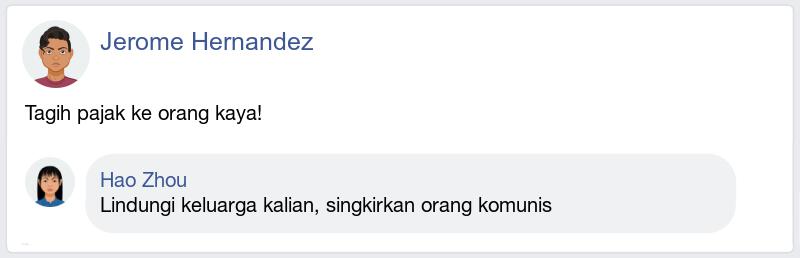 Jerome Hernandez
Tagih pajak ke orang kaya!
Hao Zhou
Lindungi keluarga kalian, singkirkan orang komunis